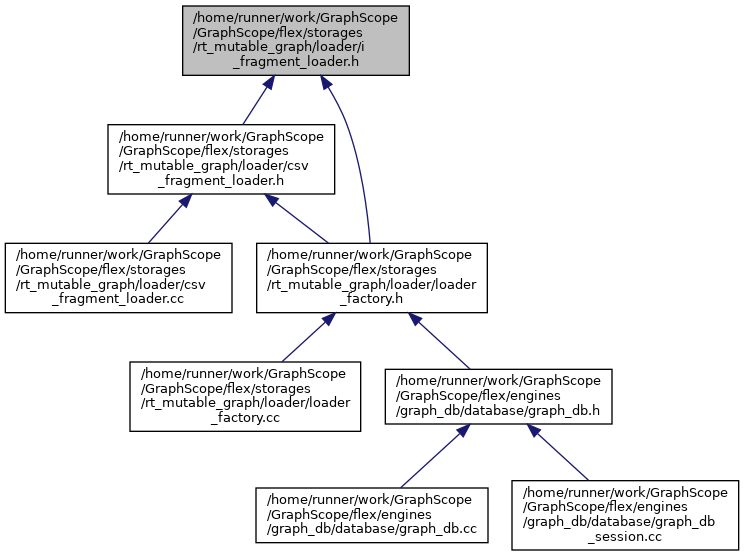 /home/runner/work/GraphScope
/GraphScope/flex/storages
/rt_mutable_graph/loader/i
_fragment_loader.h
/home/runner/work/GraphScope
/GraphScope/flex/storages
/rt_mutable_graph/loader/csv
_fragment_loader.h
/home/runner/work/GraphScope
/GraphScope/flex/storages
/rt_mutable_graph/loader/csv
_fragment_loader.cc
/home/runner/work/GraphScope
/GraphScope/flex/storages
/rt_mutable_graph/loader/loader
_factory.h
/home/runner/work/GraphScope
/GraphScope/flex/storages
/rt_mutable_graph/loader/loader
_factory.cc
/home/runner/work/GraphScope
/GraphScope/flex/engines
/graph_db/database/graph_db.h
/home/runner/work/GraphScope
/GraphScope/flex/engines
/graph_db/database/graph_db.cc
/home/runner/work/GraphScope
/GraphScope/flex/engines
/graph_db/database/graph_db
_session.cc